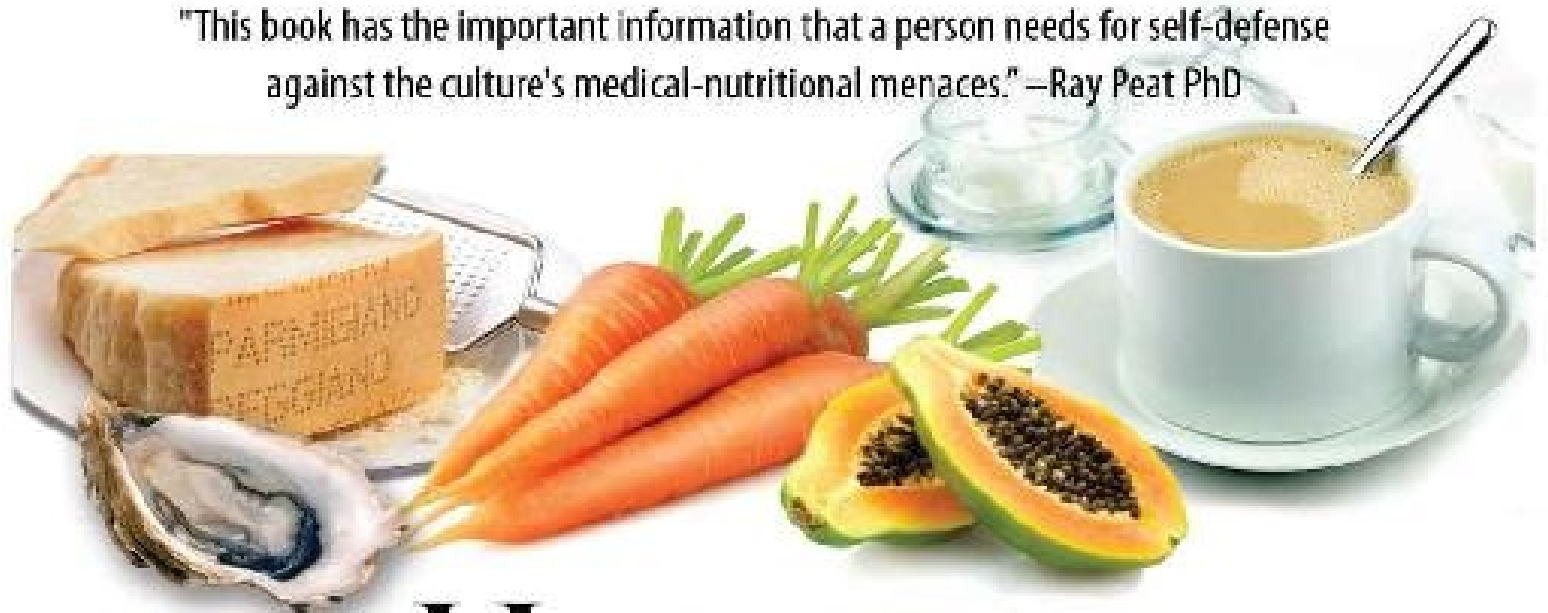 "This book has the important information that a person needs for self-defense
against the culture's medical-nutritional menaces." –Ray Peat PhD
PARMIGIANO
REGGIANO